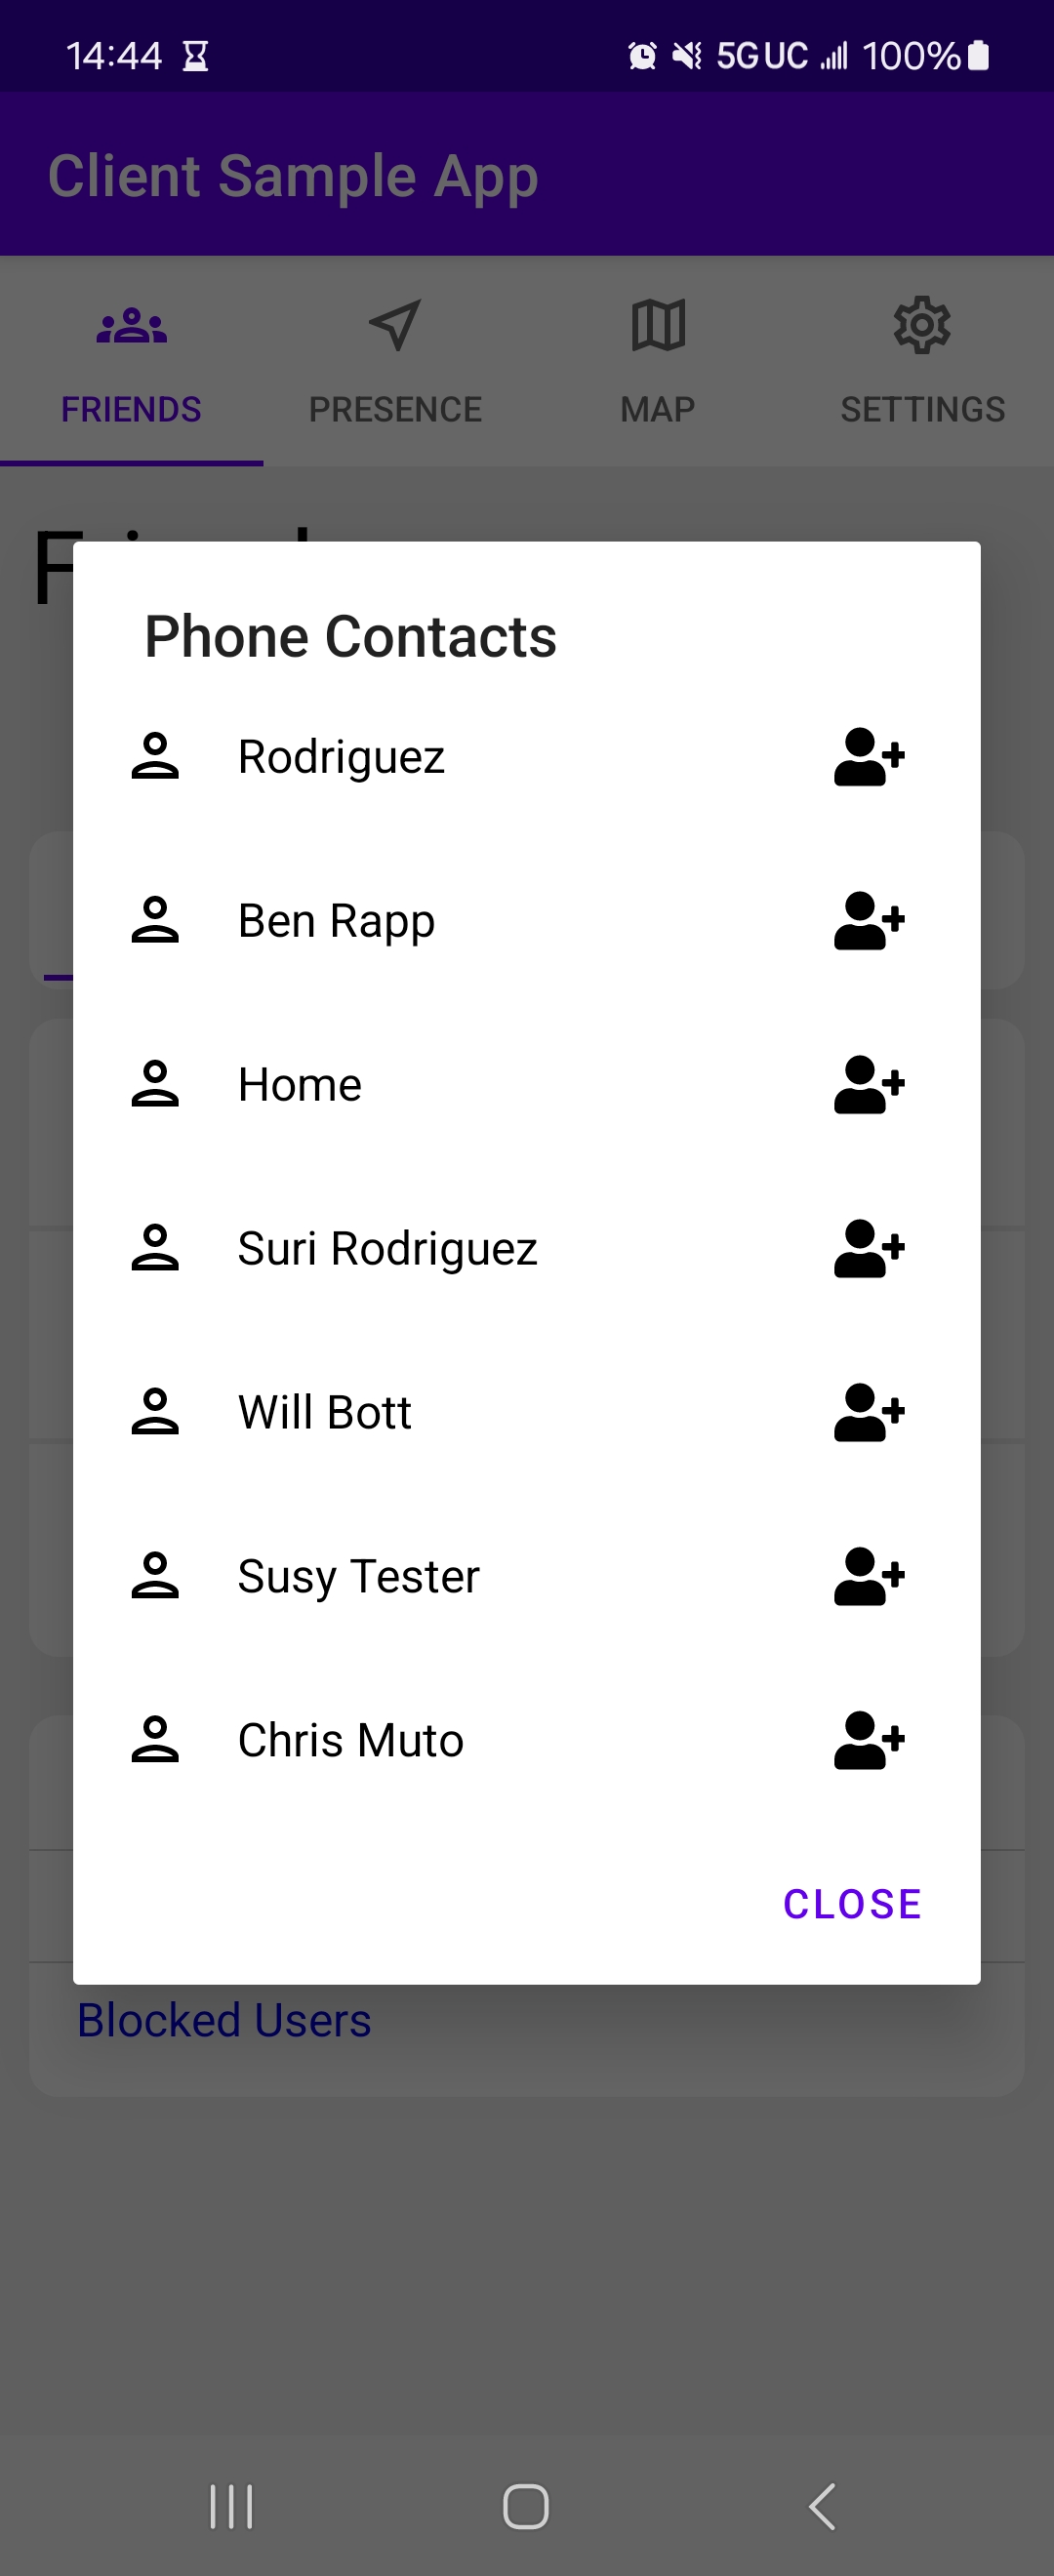 14:44 5G UC 100%
Client Sample App
FRIENDS PRESENCE MAP SETTINGS
Phone Contacts
Rodriguez
Ben Rapp
Home
Suri Rodriguez
Will Bott
Susy Tester
Chris Muto
CLOSE
Blocked Users